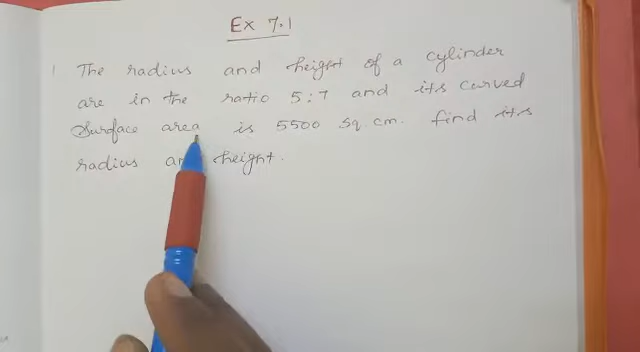 Ex 7.1
1 The radius and height of a cylinder
are in the ratio 5:7 and its curved
Surface area is 5500 sq.cm. find its
radius and height.